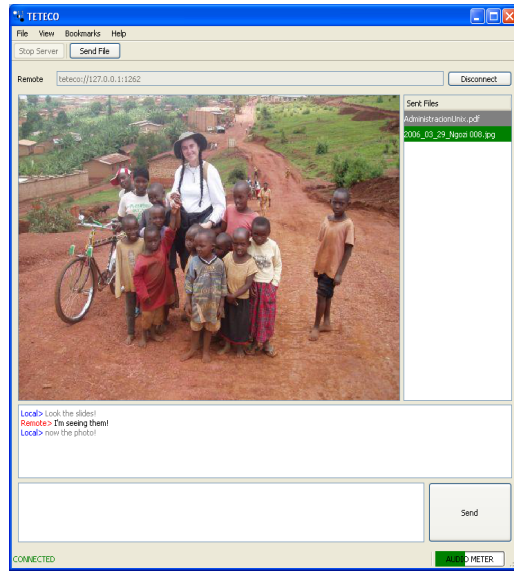 TETECO
File View Bookmarks Help
Stop Server Send File
Remote teteco://127.0.0.1:1262 Disconnect
Sent Files
AdministracionUnix.pdf
2006_03_29_Ngozi 008.jpg
Local> Look the slides!
Remote> I'm seeing them!
Local> now the photo!
Send
CONNECTED AUDIO METER